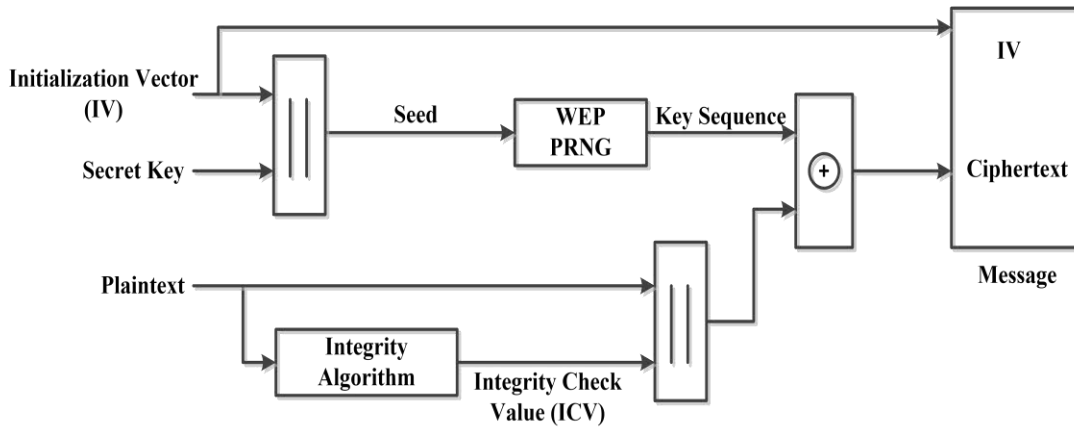 Initialization Vector
(IV)
Secret Key
Seed
WEP
PRNG
Key Sequence
+
IV
Ciphertext
Message
Plaintext
Integrity
Algorithm
Integrity Check
Value (ICV)